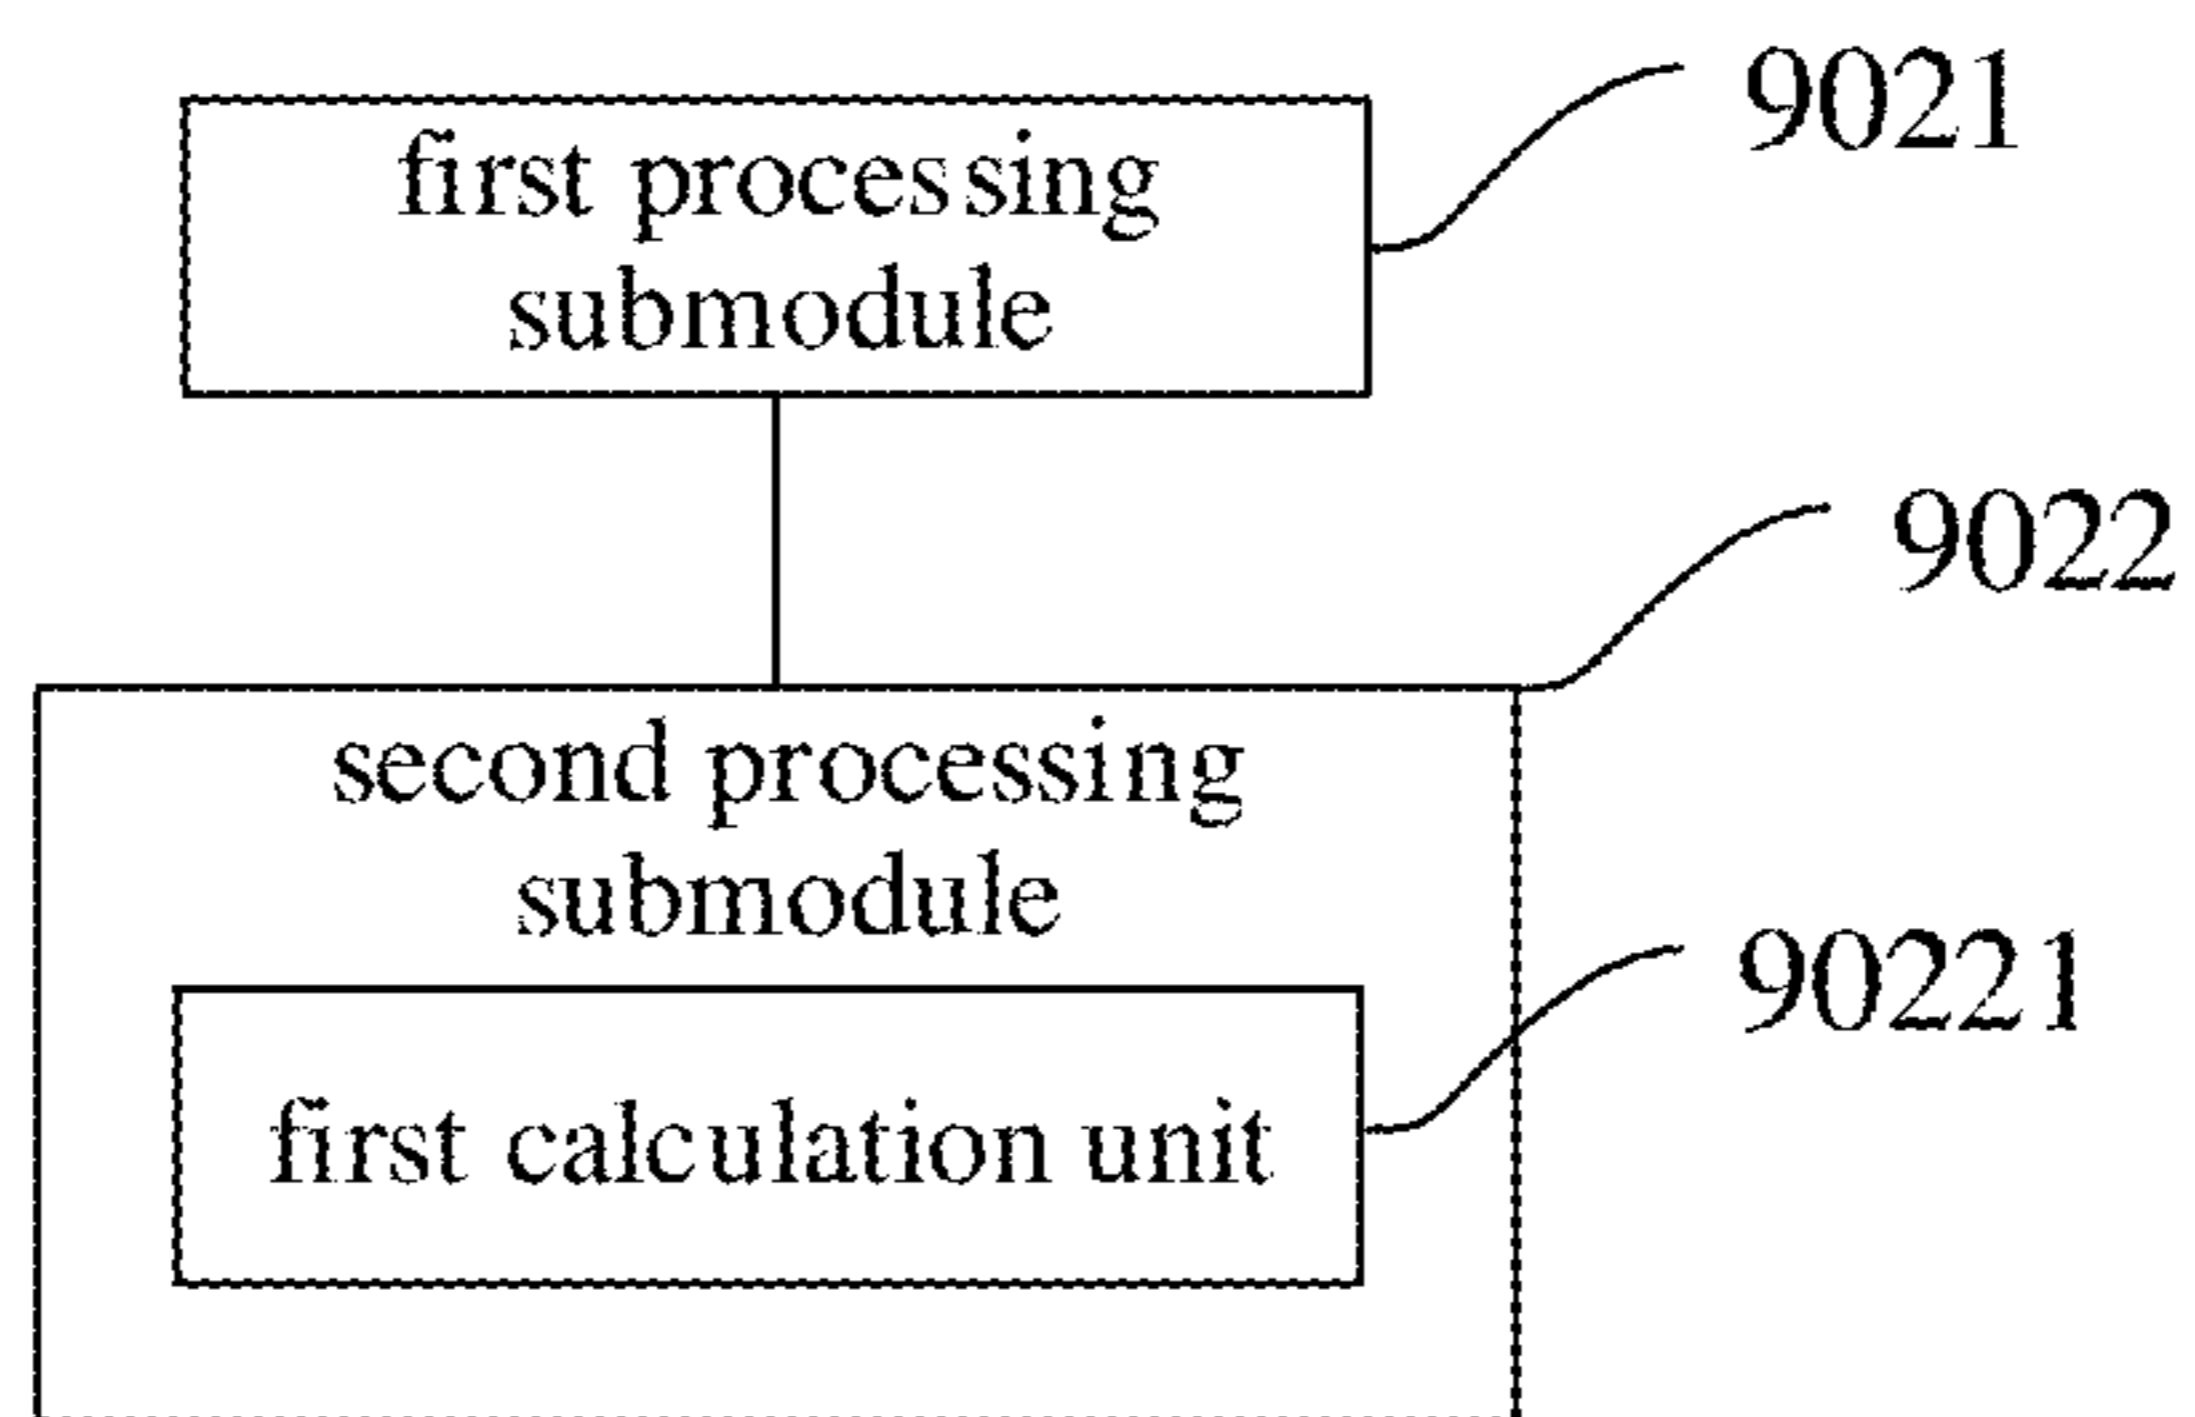 9021
first processing
submodule
9022
second processing
submodule
90221
first calculation unit